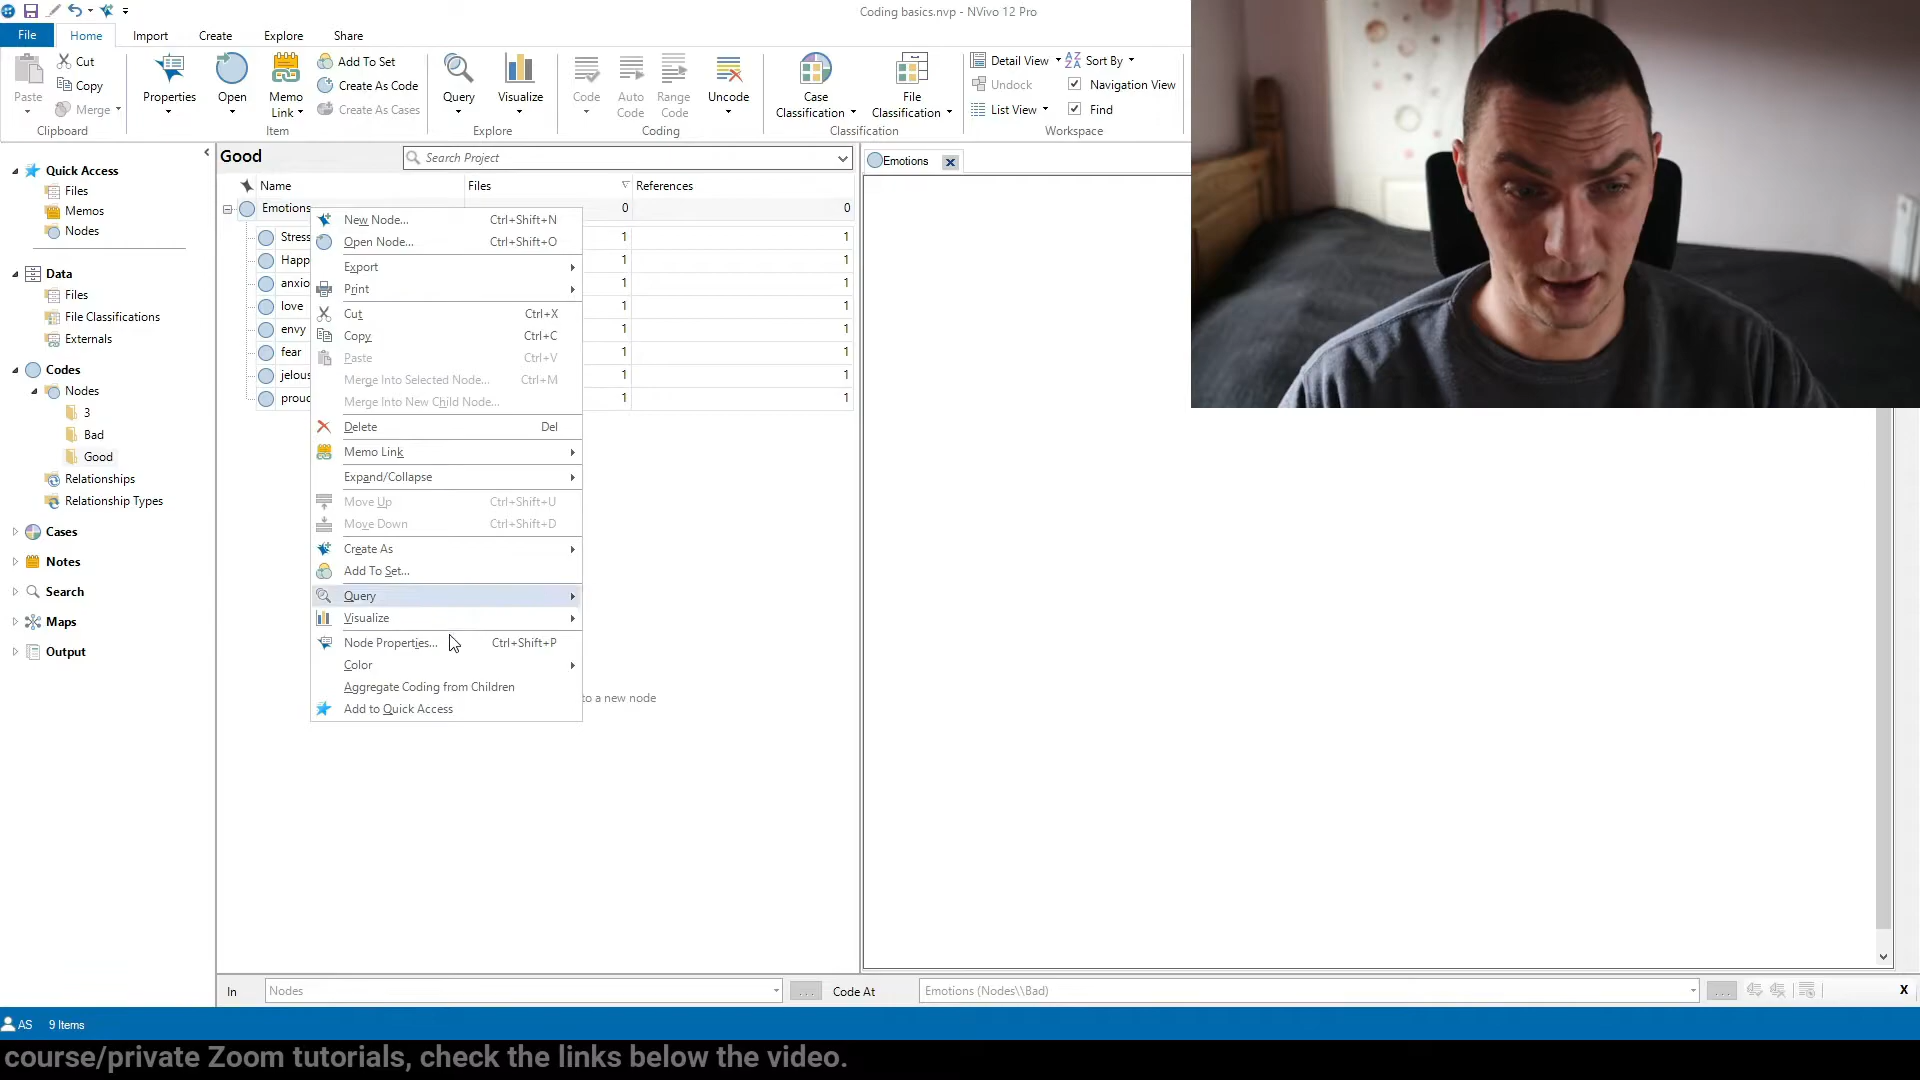 Coding basics.nvp - NVivo 12 Pro
File Home Import Create Explore Share
Paste Cut Copy Merge Clipboard
Properties Open Memo Link Add To Set Create As Code Create As Cases Item
Query Visualize Explore
Code Auto Code Range Code Uncode Coding
Case Classification File Classification Classification
Detail View Sort By Undock Navigation View List View Find Workspace
Quick Access
Files
Memos
Nodes
Data
Files
File Classifications
Externals
Codes
Nodes
3
Bad
Good
Relationships
Relationship Types
Cases
Notes
Search
Maps
Output
Good Search Project
Name Files References
Emotions 0 0
Stress 1 1
Happ 1 1
anxio 1 1
love 1 1
envy 1 1
fear 1 1
jelous 1 1
proud 1 1
New Node... Ctrl+Shift+N
Open Node... Ctrl+Shift+O
Export
Print
Cut Ctrl+X
Copy Ctrl+C
Paste Ctrl+V
Merge Into Selected Node... Ctrl+M
Merge Into New Child Node...
Delete Del
Memo Link
Expand/Collapse
Move Up Ctrl+Shift+U
Move Down Ctrl+Shift+D
Create As
Add To Set...
Query
Visualize
Node Properties... Ctrl+Shift+P
Color
Aggregate Coding from Children
Add to Quick Access
to a new node
Emotions
In Nodes ... Code At Emotions (Nodes\\Bad) ... X
AS 9 Items
course/private Zoom tutorials, check the links below the video.